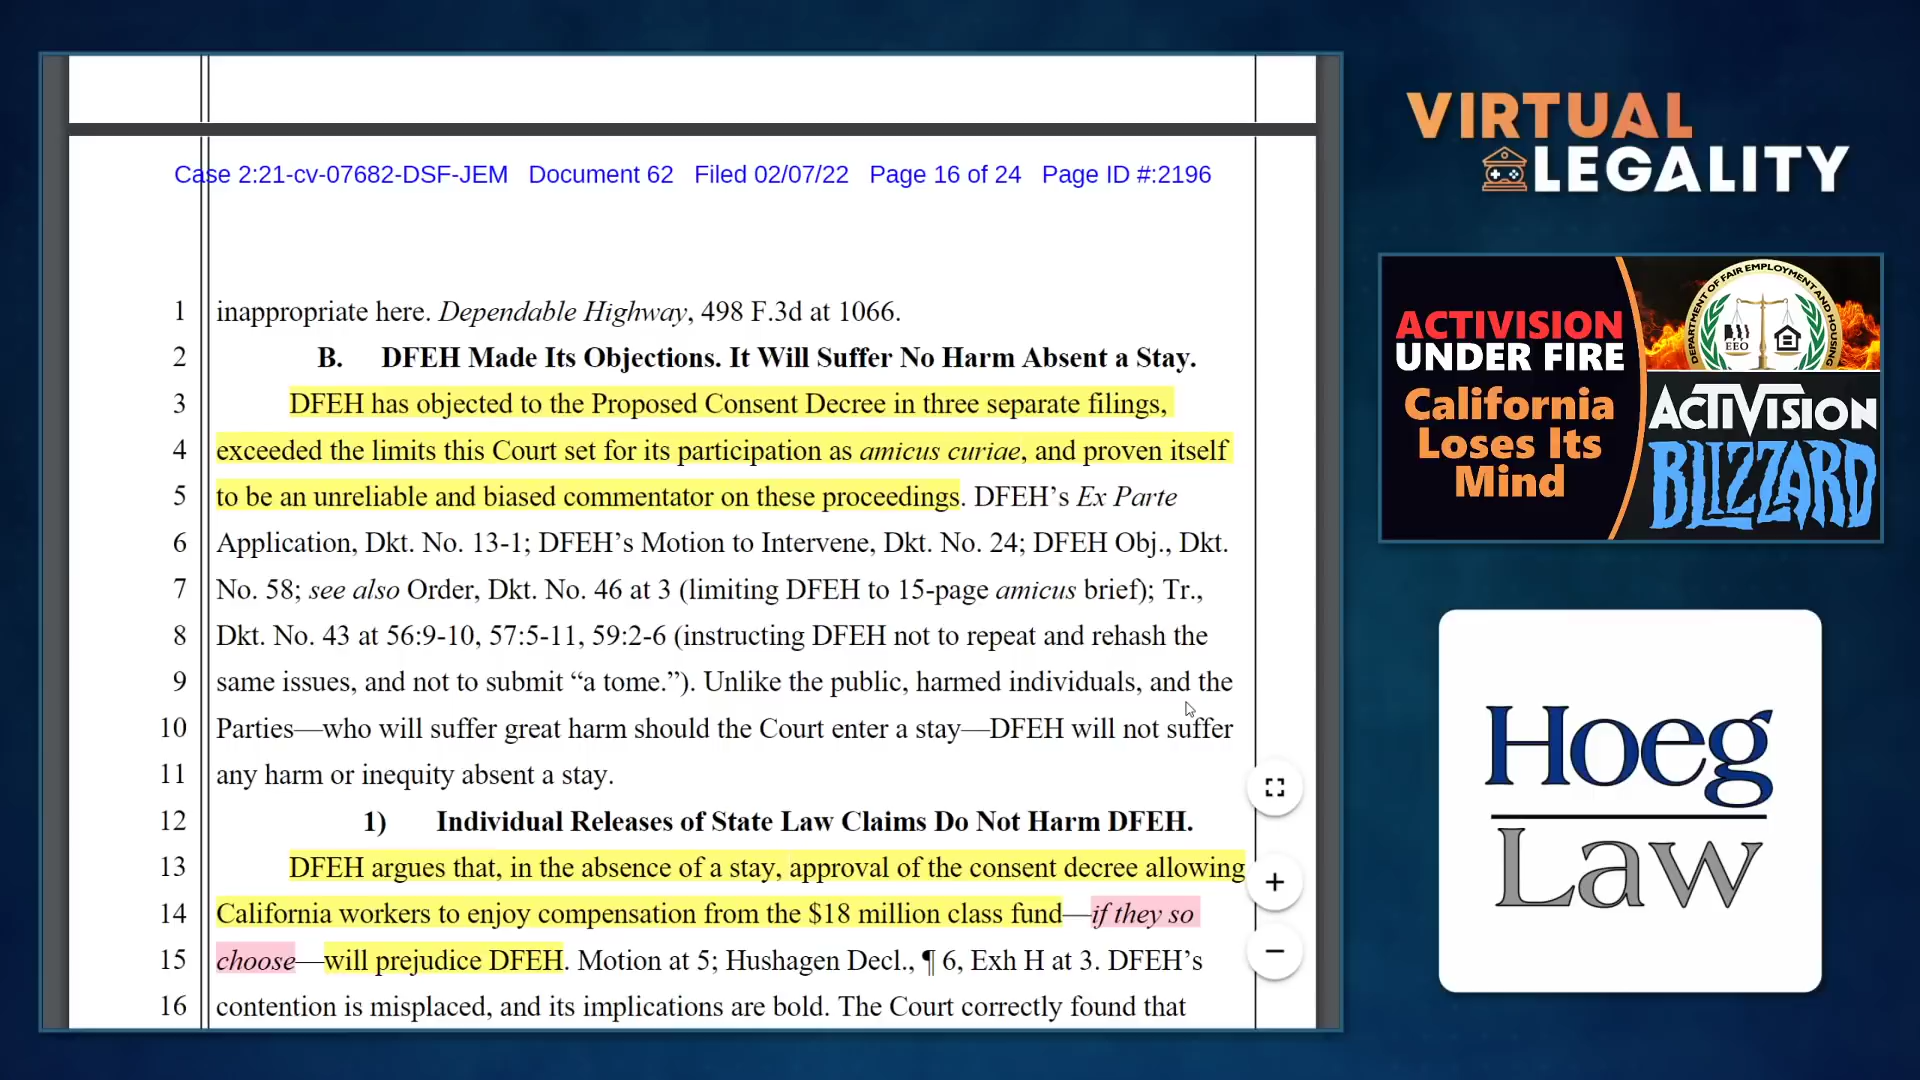 Case 2:21-cv-07682-DSF-JEM Document 62 Filed 02/07/22 Page 16 of 24 Page ID #:2196
1 inappropriate here. Dependable Highway, 498 F.3d at 1066.
2 B. DFEH Made Its Objections. It Will Suffer No Harm Absent a Stay.
3 DFEH has objected to the Proposed Consent Decree in three separate filings,
4 exceeded the limits this Court set for its participation as amicus curiae, and proven itself
5 to be an unreliable and biased commentator on these proceedings. DFEH’s Ex Parte
6 Application, Dkt. No. 13-1; DFEH’s Motion to Intervene, Dkt. No. 24; DFEH Obj., Dkt.
7 No. 58; see also Order, Dkt. No. 46 at 3 (limiting DFEH to 15-page amicus brief); Tr.,
8 Dkt. No. 43 at 56:9-10, 57:5-11, 59:2-6 (instructing DFEH not to repeat and rehash the
9 same issues, and not to submit “a tome.”). Unlike the public, harmed individuals, and the
10 Parties—who will suffer great harm should the Court enter a stay—DFEH will not suffer
11 any harm or inequity absent a stay.
12 1) Individual Releases of State Law Claims Do Not Harm DFEH.
13 DFEH argues that, in the absence of a stay, approval of the consent decree allowing
14 California workers to enjoy compensation from the $18 million class fund—if they so
15 choose—will prejudice DFEH. Motion at 5; Hushagen Decl., ¶ 6, Exh H at 3. DFEH’s
16 contention is misplaced, and its implications are bold. The Court correctly found that
VIRTUAL
LEGALITY
ACTIVISION
UNDER FIRE
California
Loses Its
Mind
DEPARTMENT OF FAIR EMPLOYMENT AND HOUSING
EEO
ACTIVISION
BLIZZARD
Hoeg
Law